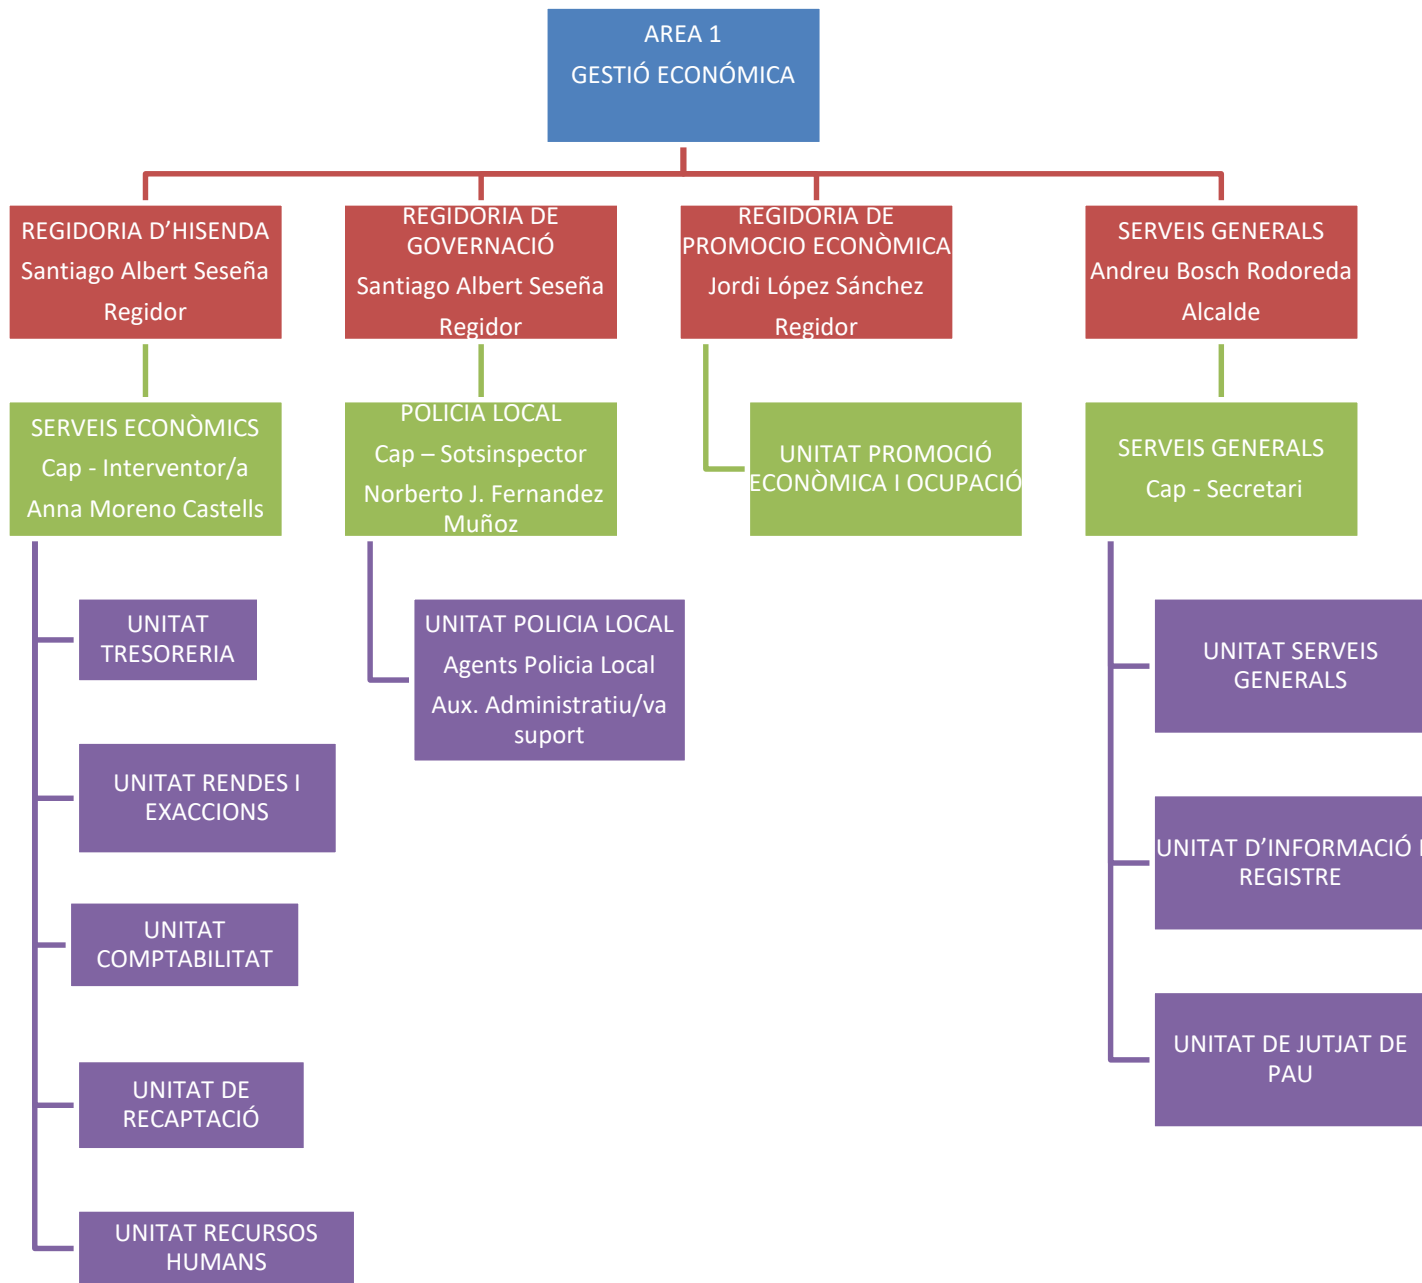 AREA 1
GESTIÓ ECONÓMICA
REGIDORIA D'HISENDA
Santiago Albert Seseña
Regidor
REGIDORIA DE
GOVERNACIÓ
Santiago Albert Seseña
Regidor
REGIDORIA DE
PROMOCIO ECONÒMICA
Jordi López Sánchez
Regidor
SERVEIS GENERALS
Andreu Bosch Rodoreda
Alcalde
SERVEIS ECONÒMICS
Cap - Interventor/a
Anna Moreno Castells
POLICIA LOCAL
Cap – Sotsinspector
Norberto J. Fernandez
Muñoz
UNITAT PROMOCIÓ
ECONÒMICA I OCUPACIÓ
SERVEIS GENERALS
Cap - Secretari
UNITAT
TRESORERIA
UNITAT RENDES I
EXACCIONS
UNITAT
COMPTABILITAT
UNITAT DE
RECAPTACIÓ
UNITAT RECURSOS
HUMANS
UNITAT POLICIA LOCAL
Agents Policia Local
Aux. Administratiu/va
suport
UNITAT SERVEIS
GENERALS
UNITAT D'INFORMACIÓ I
REGISTRE
UNITAT DE JUTJAT DE
PAU